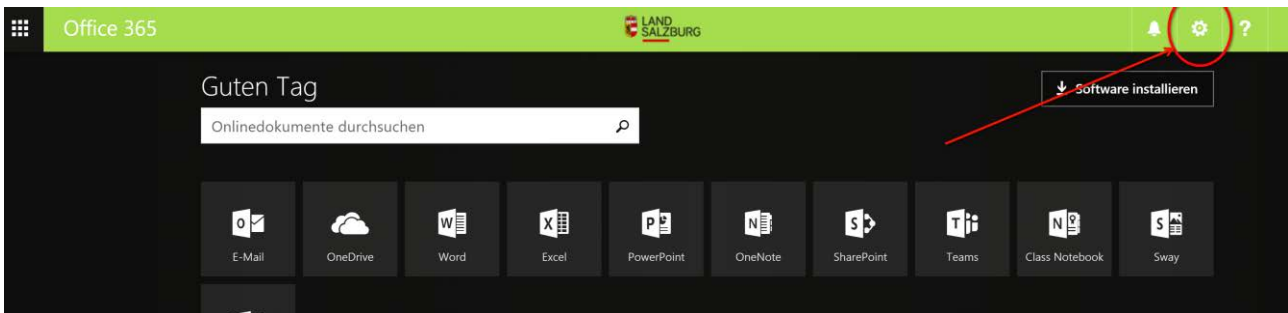 Office 365
LAND
SALZBURG
?
Guten Tag
Software installieren
Onlinedokumente durchsuchen
E-Mail
OneDrive
Word
Excel
PowerPoint
OneNote
SharePoint
Teams
Class Notebook
Sway